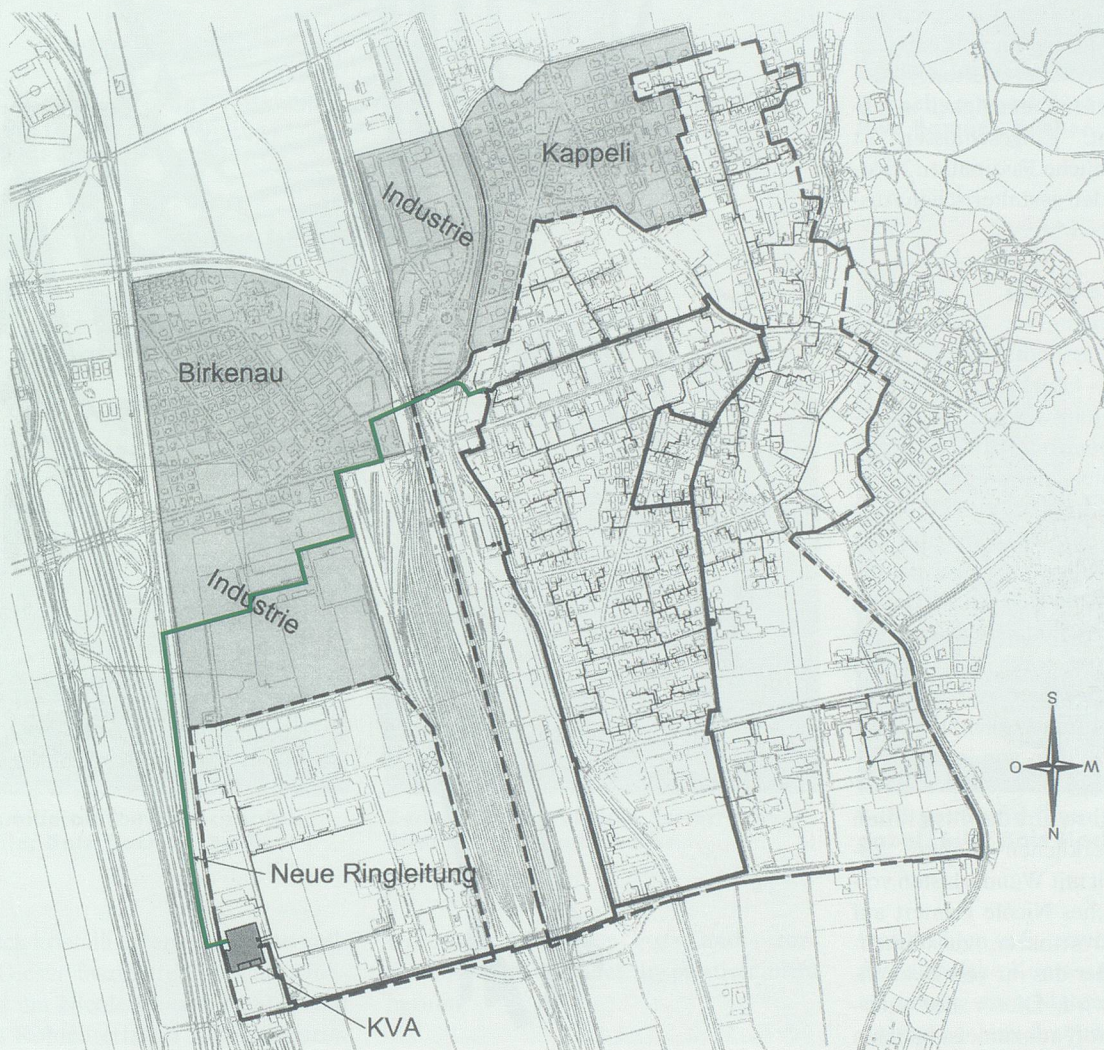 Kappeli
Industrie
Birkenau
Industrie
Neue Ringleitung
KVA
S
O
W
N